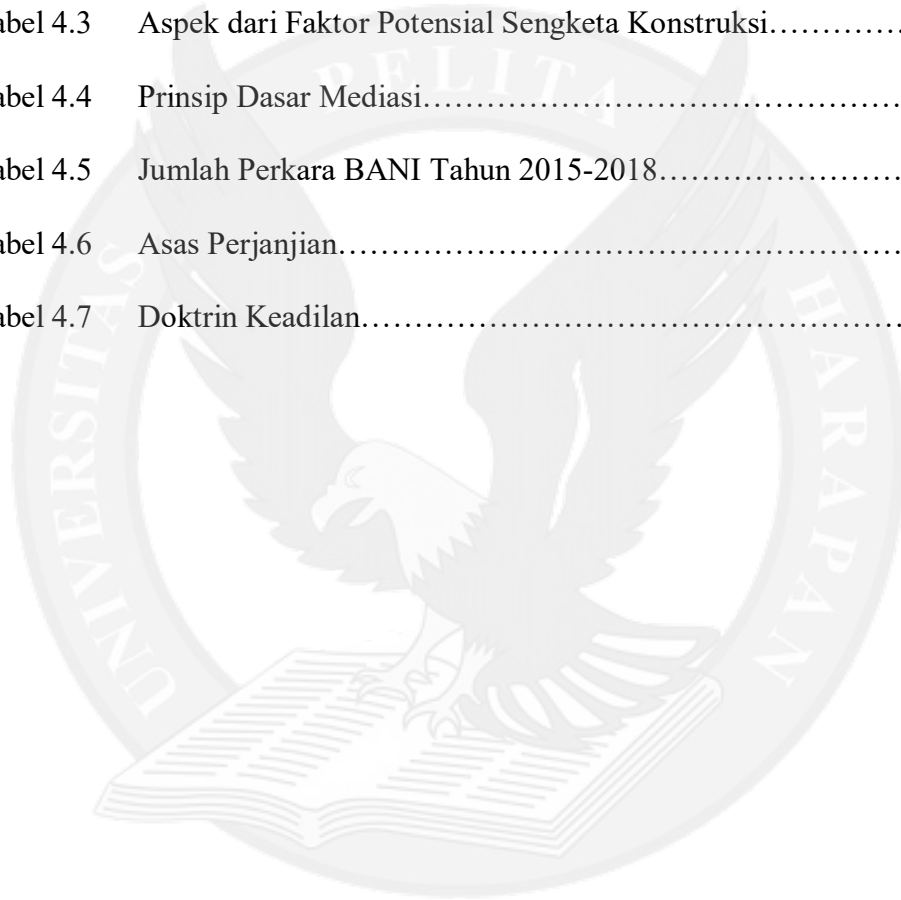 abel 4.3 Aspek dari Faktor Potensial Sengketa Konstruksi…………….
abel 4.4 Prinsip Dasar Mediasi…………………………………………….
abel 4.5 Jumlah Perkara BANI Tahun 2015-2018…………………….
abel 4.6 Asas Perjanjian…………………………………………………….
abel 4.7 Doktrin Keadilan………………………………………………….
UNIVERSITAS PELITA HARAPAN